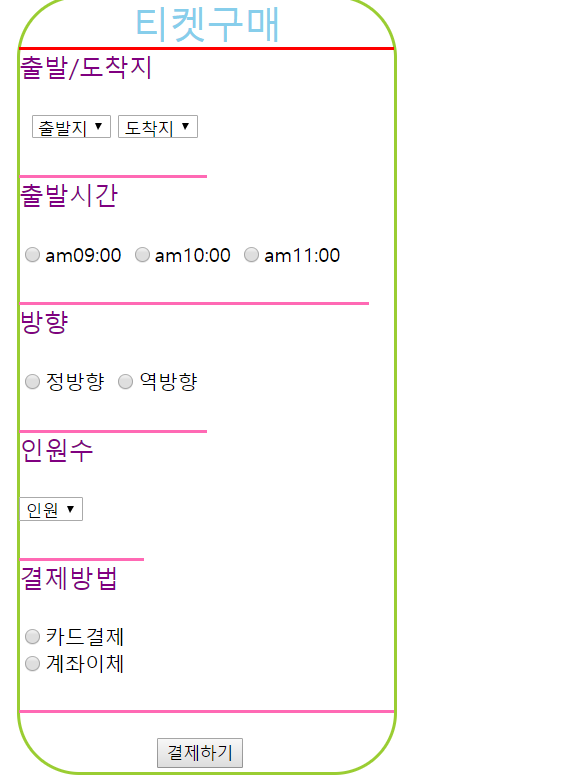 티켓구매
출발/도착지
출발지 도착지
출발시간
am09:00 am10:00 am11:00
방향
정방향 역방향
인원수
인원
결제방법
카드결제
계좌이체
결제하기